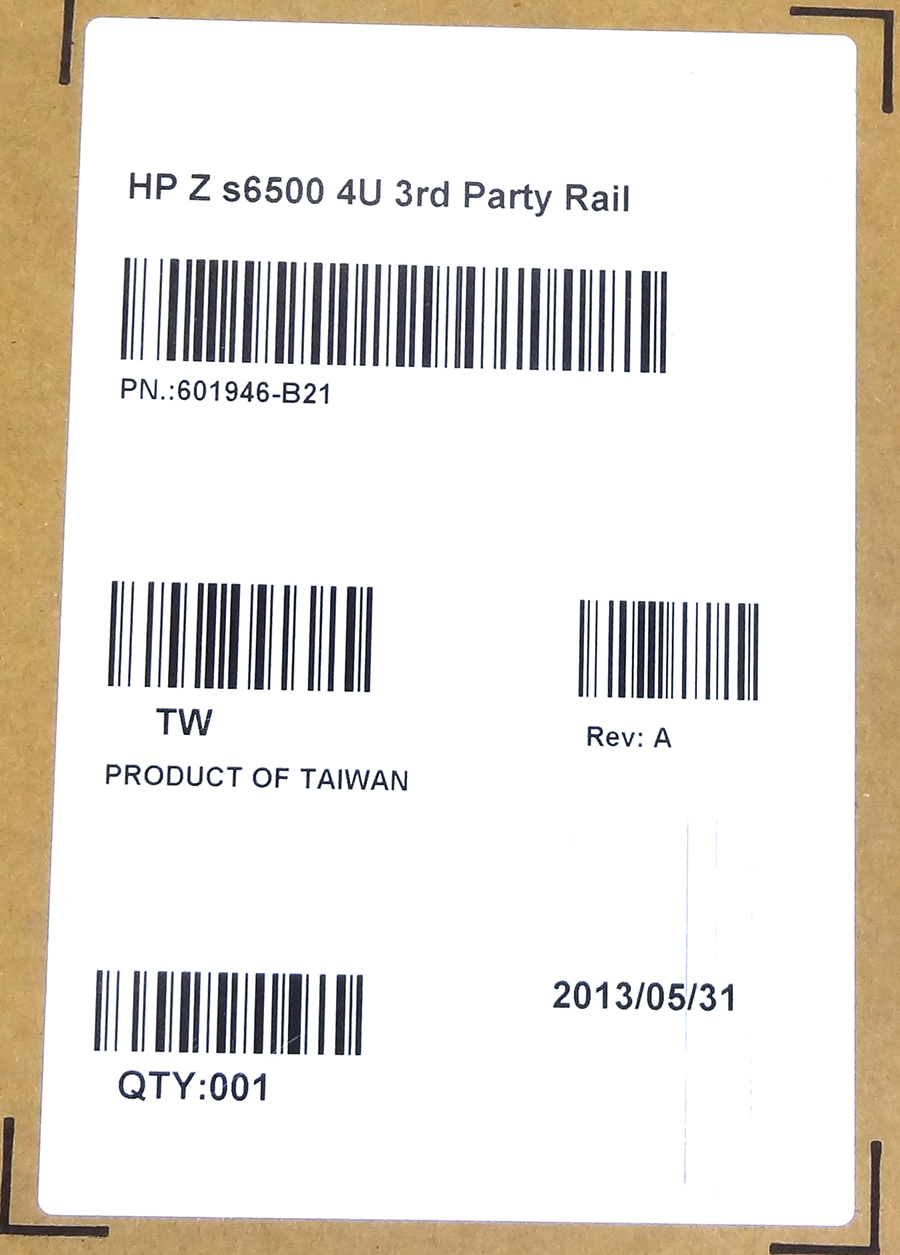 HP Z s6500 4U 3rd Party Rail
PN.:601946-B21
TW
Rev: A
PRODUCT OF TAIWAN
2013/05/31
QTY:001